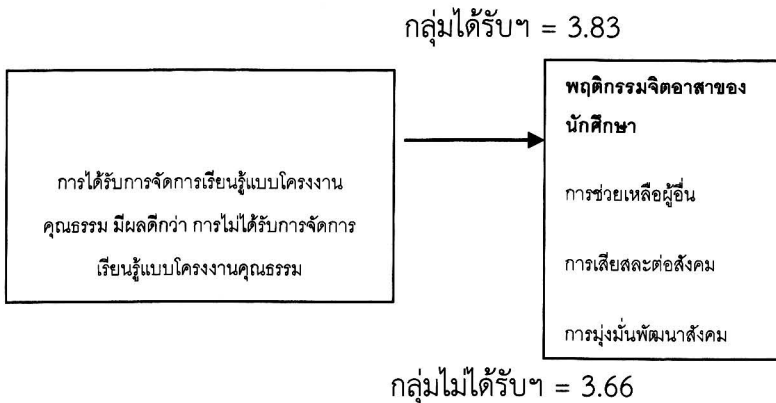 กลุ่มได้รับฯ = 3.83
การได้รับการจัดการเรียนรู้แบบโครงงาน
คุณธรรม มีผลดีกว่า การไม่ได้รับการจัดการ
เรียนรู้แบบโครงงานคุณธรรม
พฤติกรรมจิตอาสาของ
นักศึกษา
การช่วยเหลือผู้อื่น
การเสียสละต่อสังคม
การมุ่งมั่นพัฒนาสังคม
กลุ่มไม่ได้รับฯ = 3.66